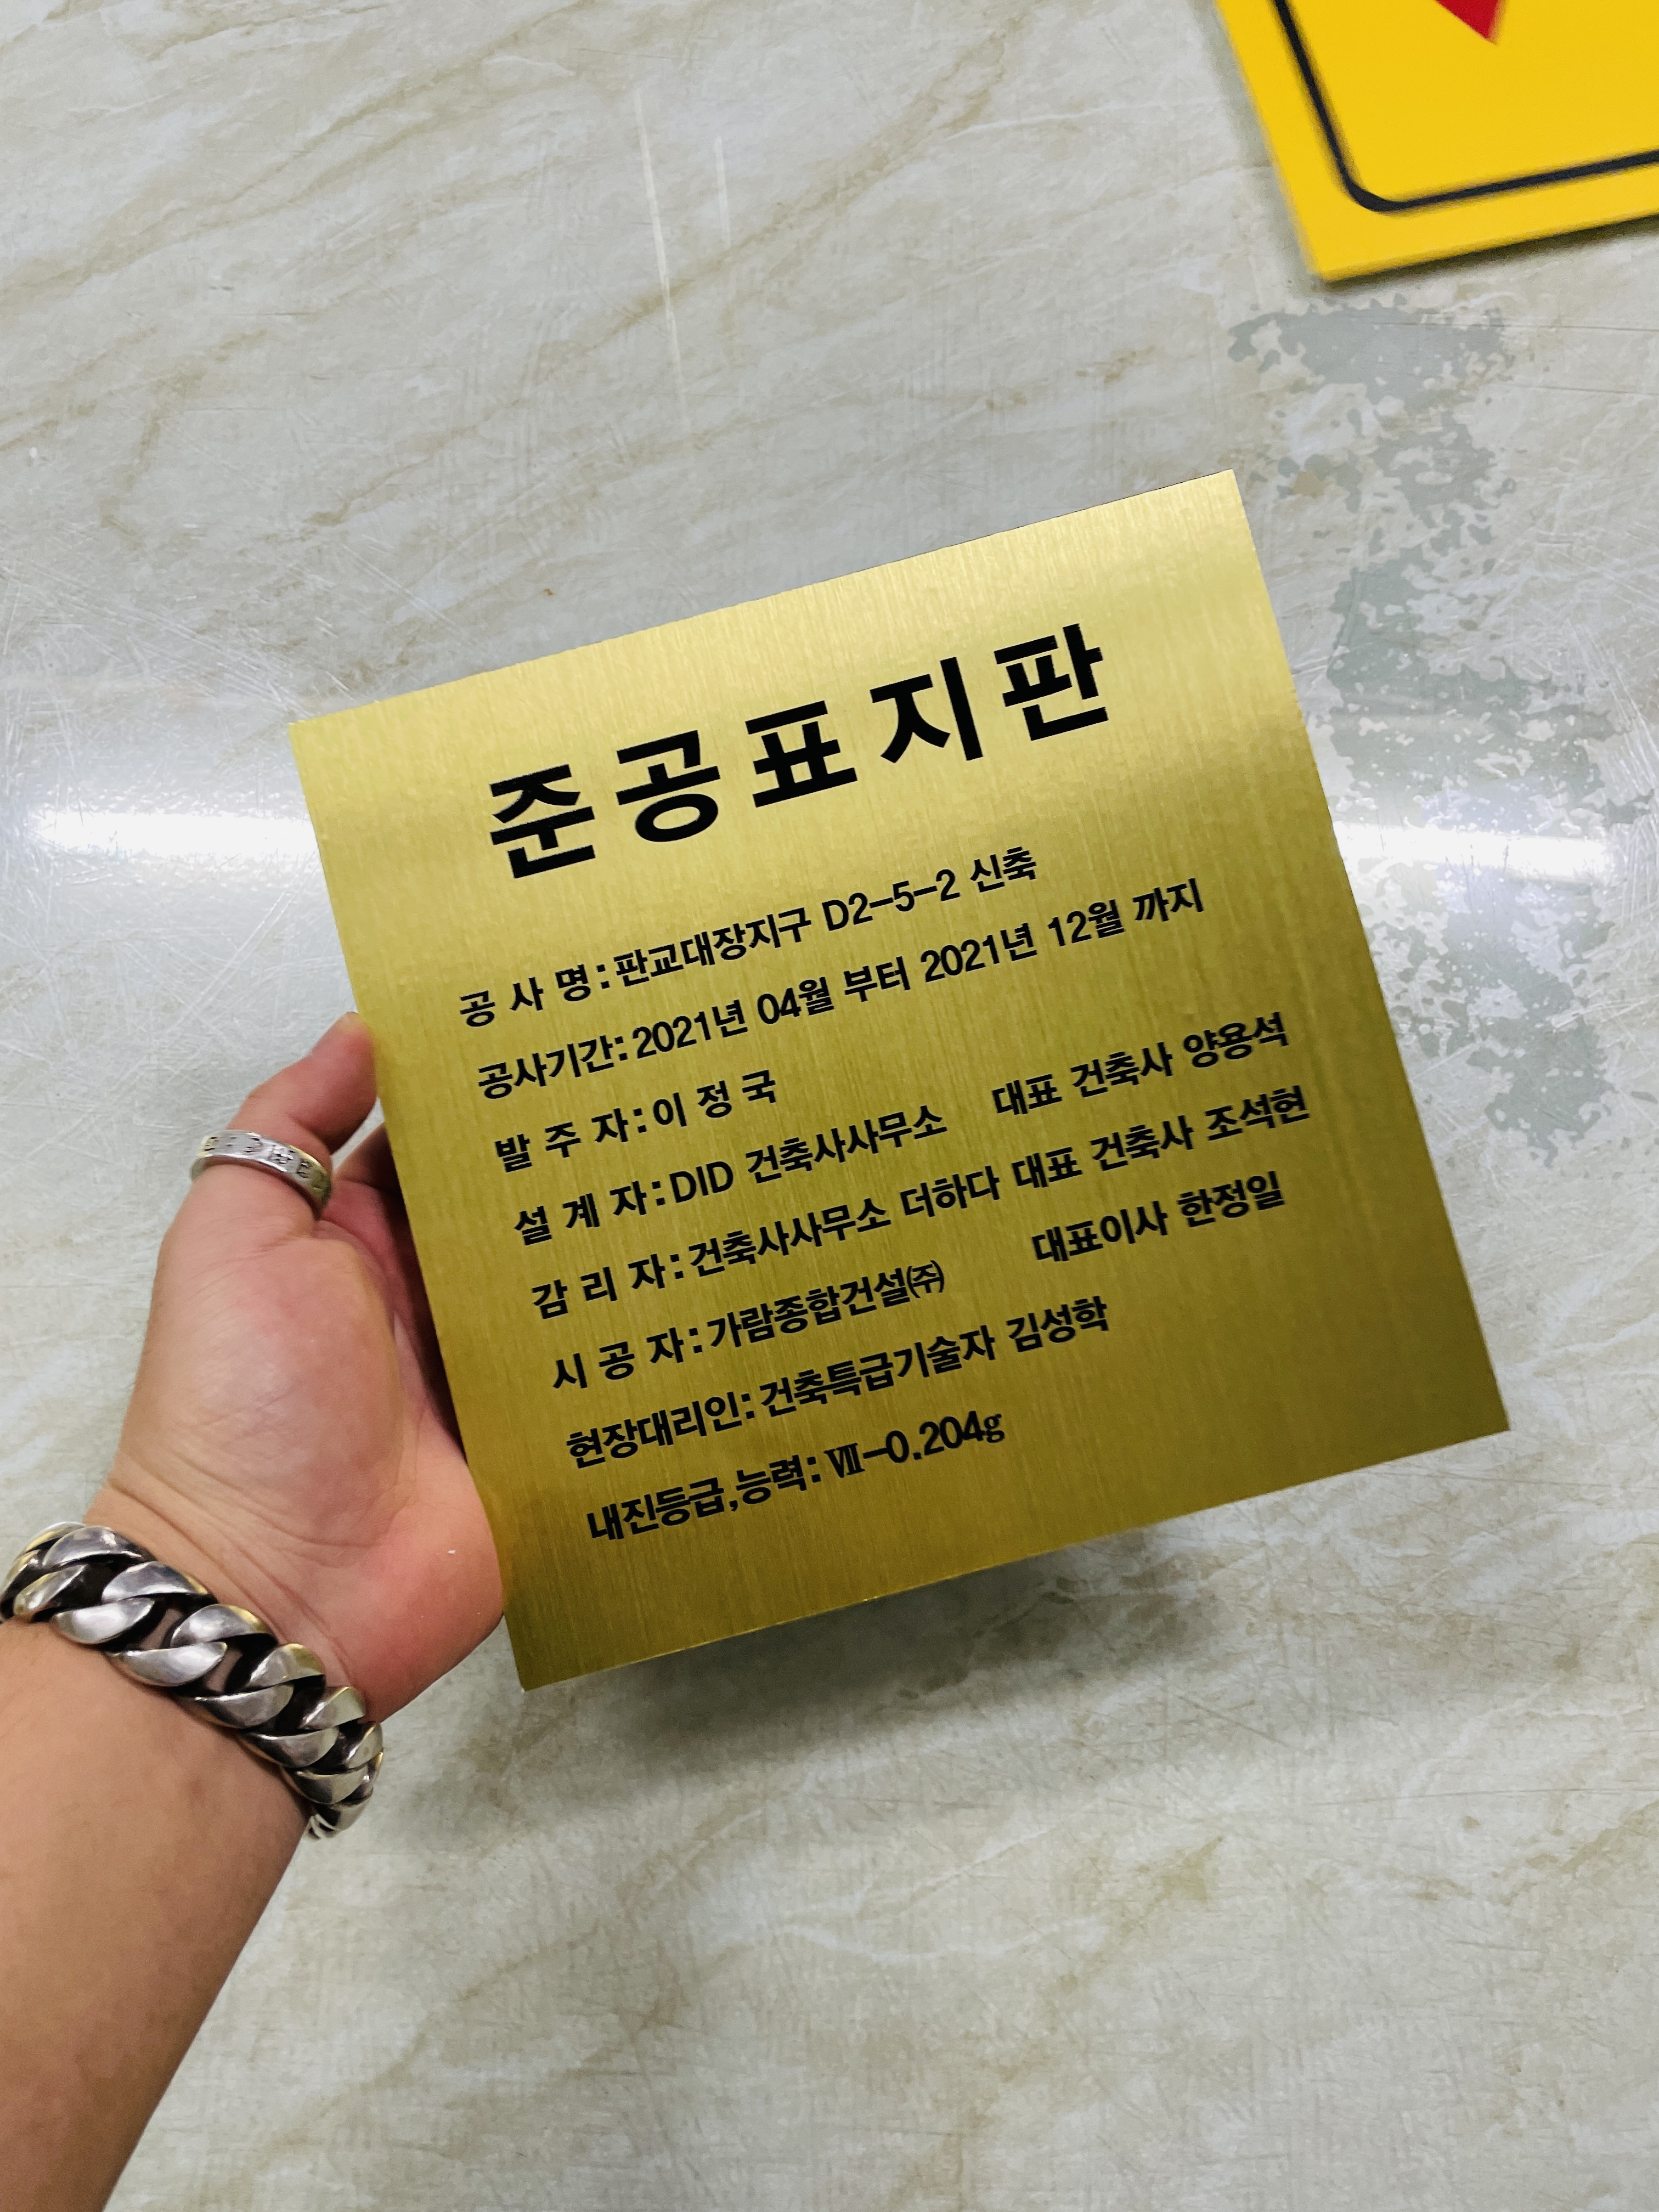 준공표지판
공 사 명 : 판교대장지구 D2-5-2 신축
공사기간 : 2021년 04월 부터 2021년 12월 까지
발 주 자 : 이 정 국
설 계 자 : DID 건축사사무소 대표 건축사 양용석
감 리 자 : 건축사사무소 더하다 대표 건축사 조석현
시 공 자 : 가람종합건설㈜ 대표이사 한정일
현장대리인 : 건축특급기술자 김성학
내진등급,능력 : Ⅶ-0.204g